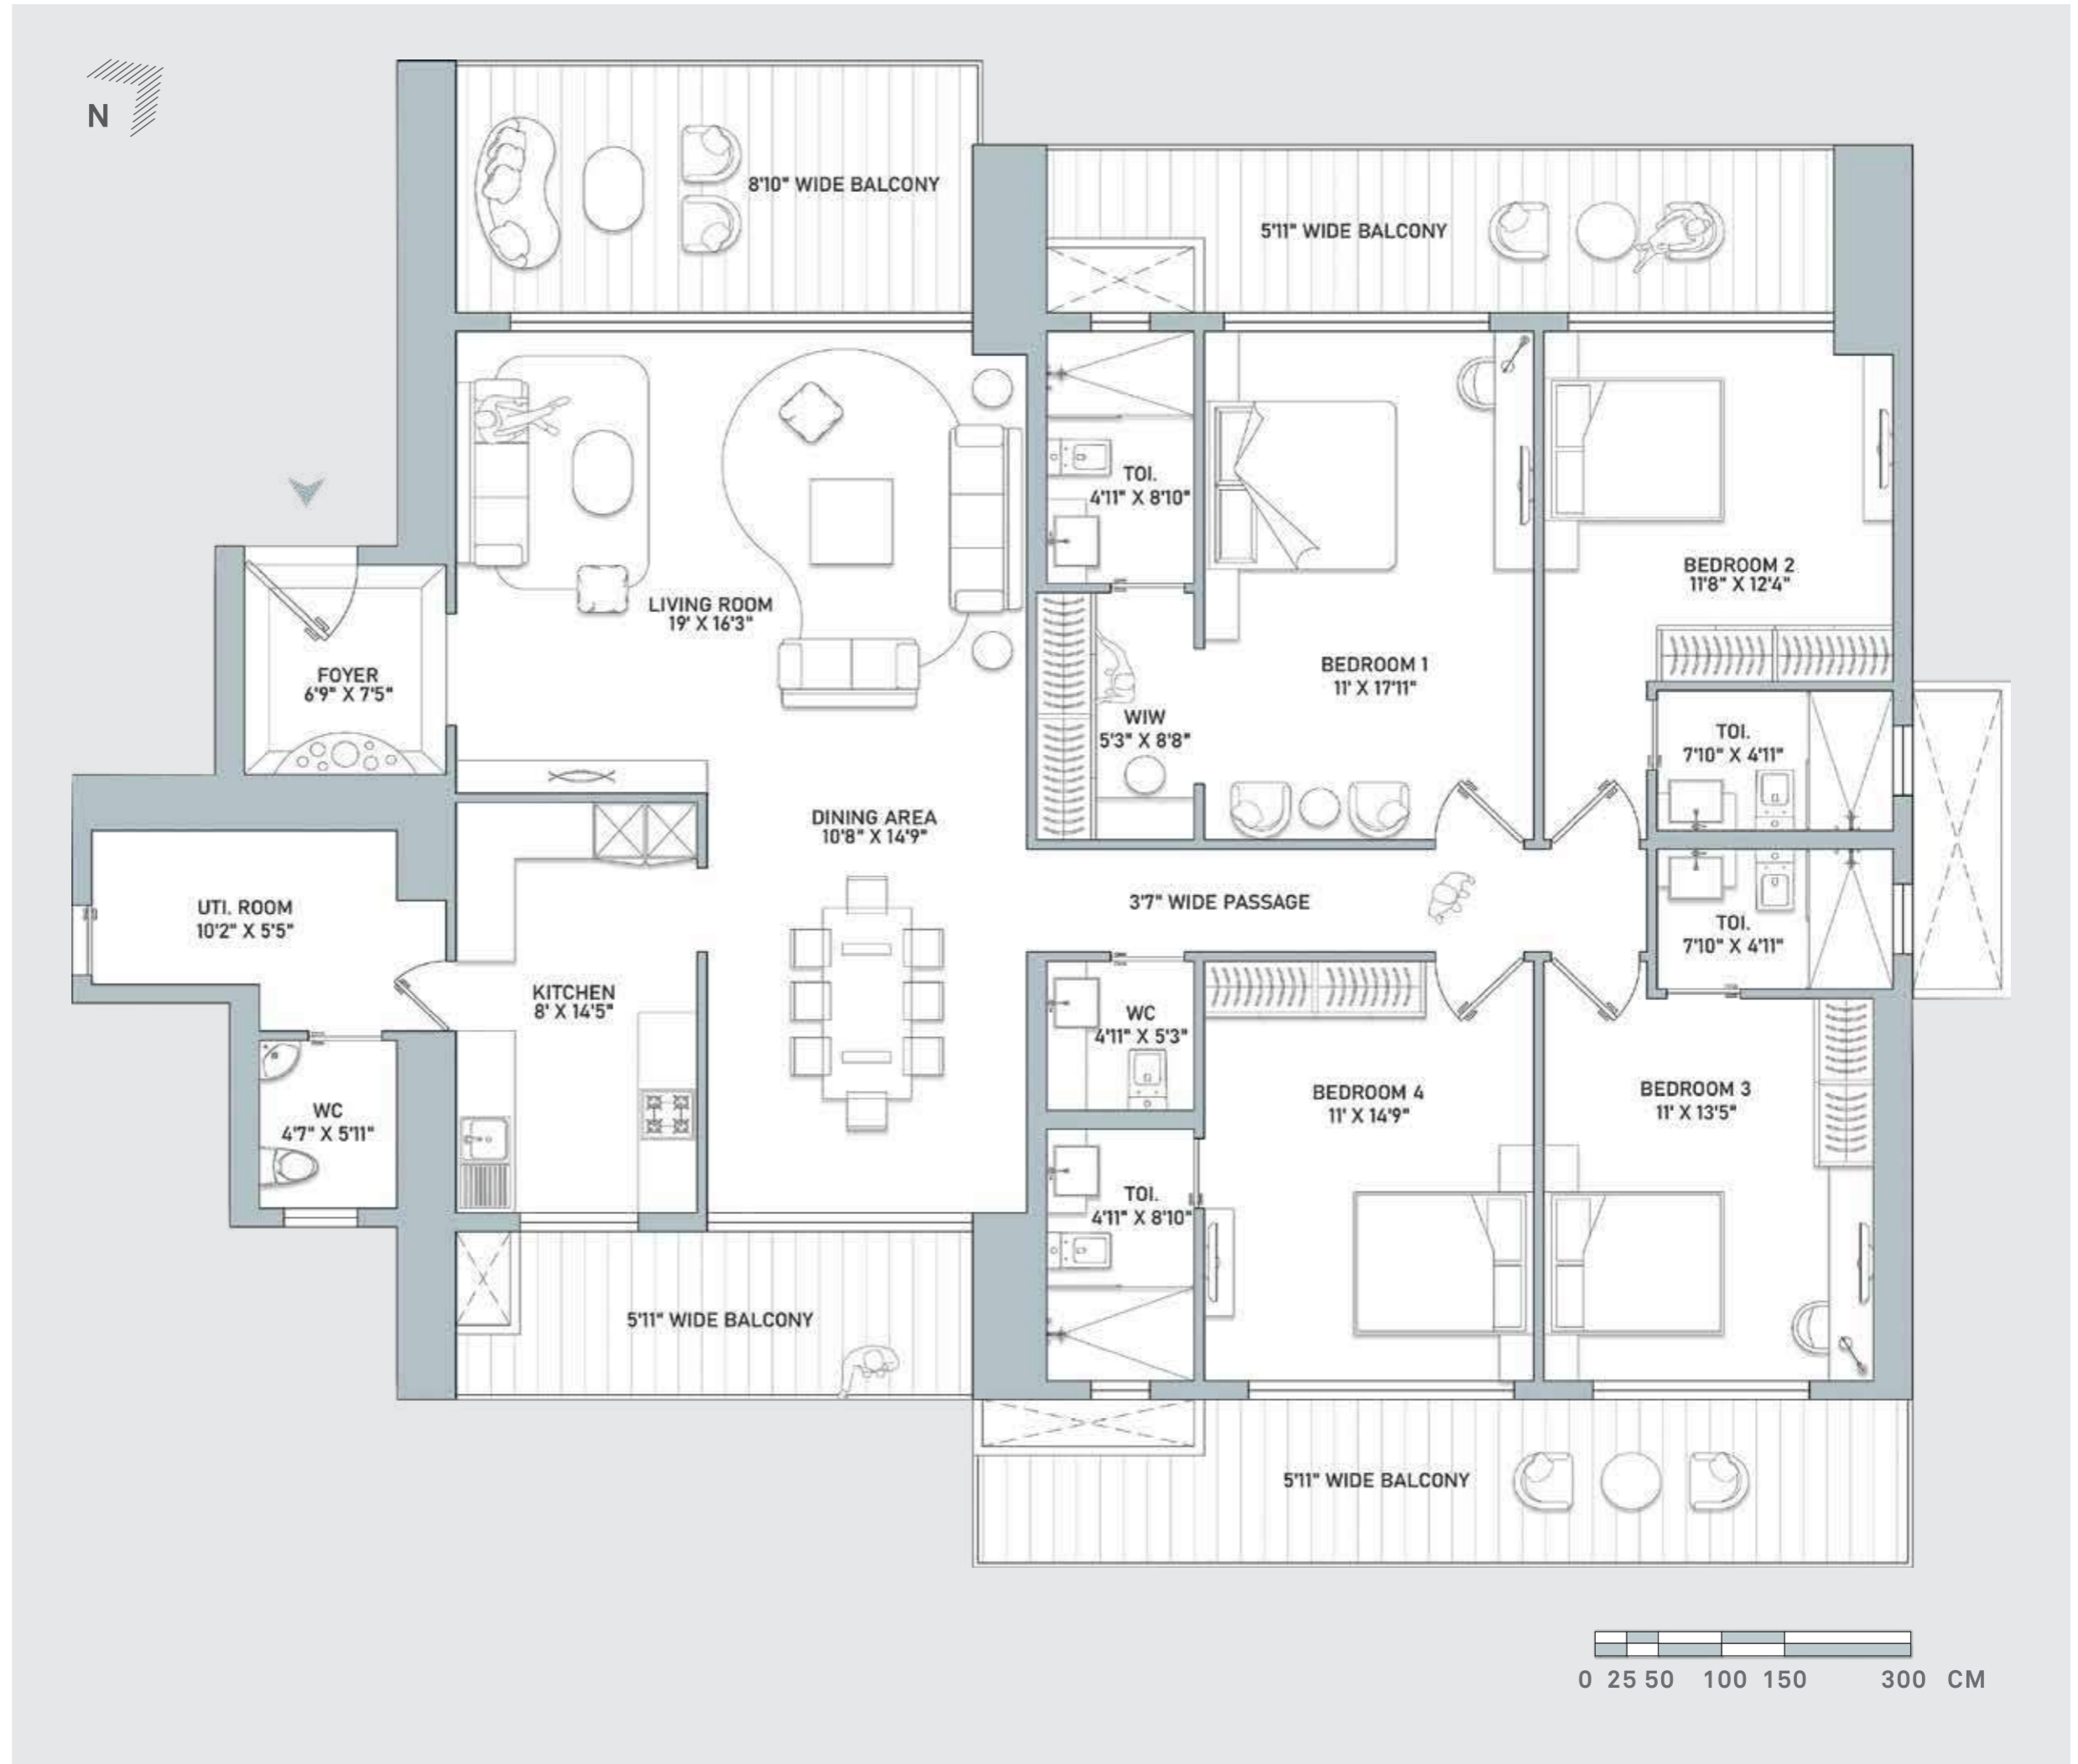 N
8'10" WIDE BALCONY
5'11" WIDE BALCONY
TOI.
4'11" X 8'10"
BEDROOM 2
11'8" X 12'4"
LIVING ROOM
19' X 16'3"
FOYER
6'9" X 7'5"
BEDROOM 1
11' X 17'11"
WIW
5'3" X 8'8"
TOI.
7'10" X 4'11"
DINING AREA
10'8" X 14'9"
UTI. ROOM
10'2" X 5'5"
3'7" WIDE PASSAGE
TOI.
7'10" X 4'11"
KITCHEN
8' X 14'5"
WC
4'11" X 5'3"
BEDROOM 4
11' X 14'9"
BEDROOM 3
11' X 13'5"
WC
4'7" X 5'11"
TOI.
4'11" X 8'10"
5'11" WIDE BALCONY
5'11" WIDE BALCONY
0 25 50 100 150 300 CM